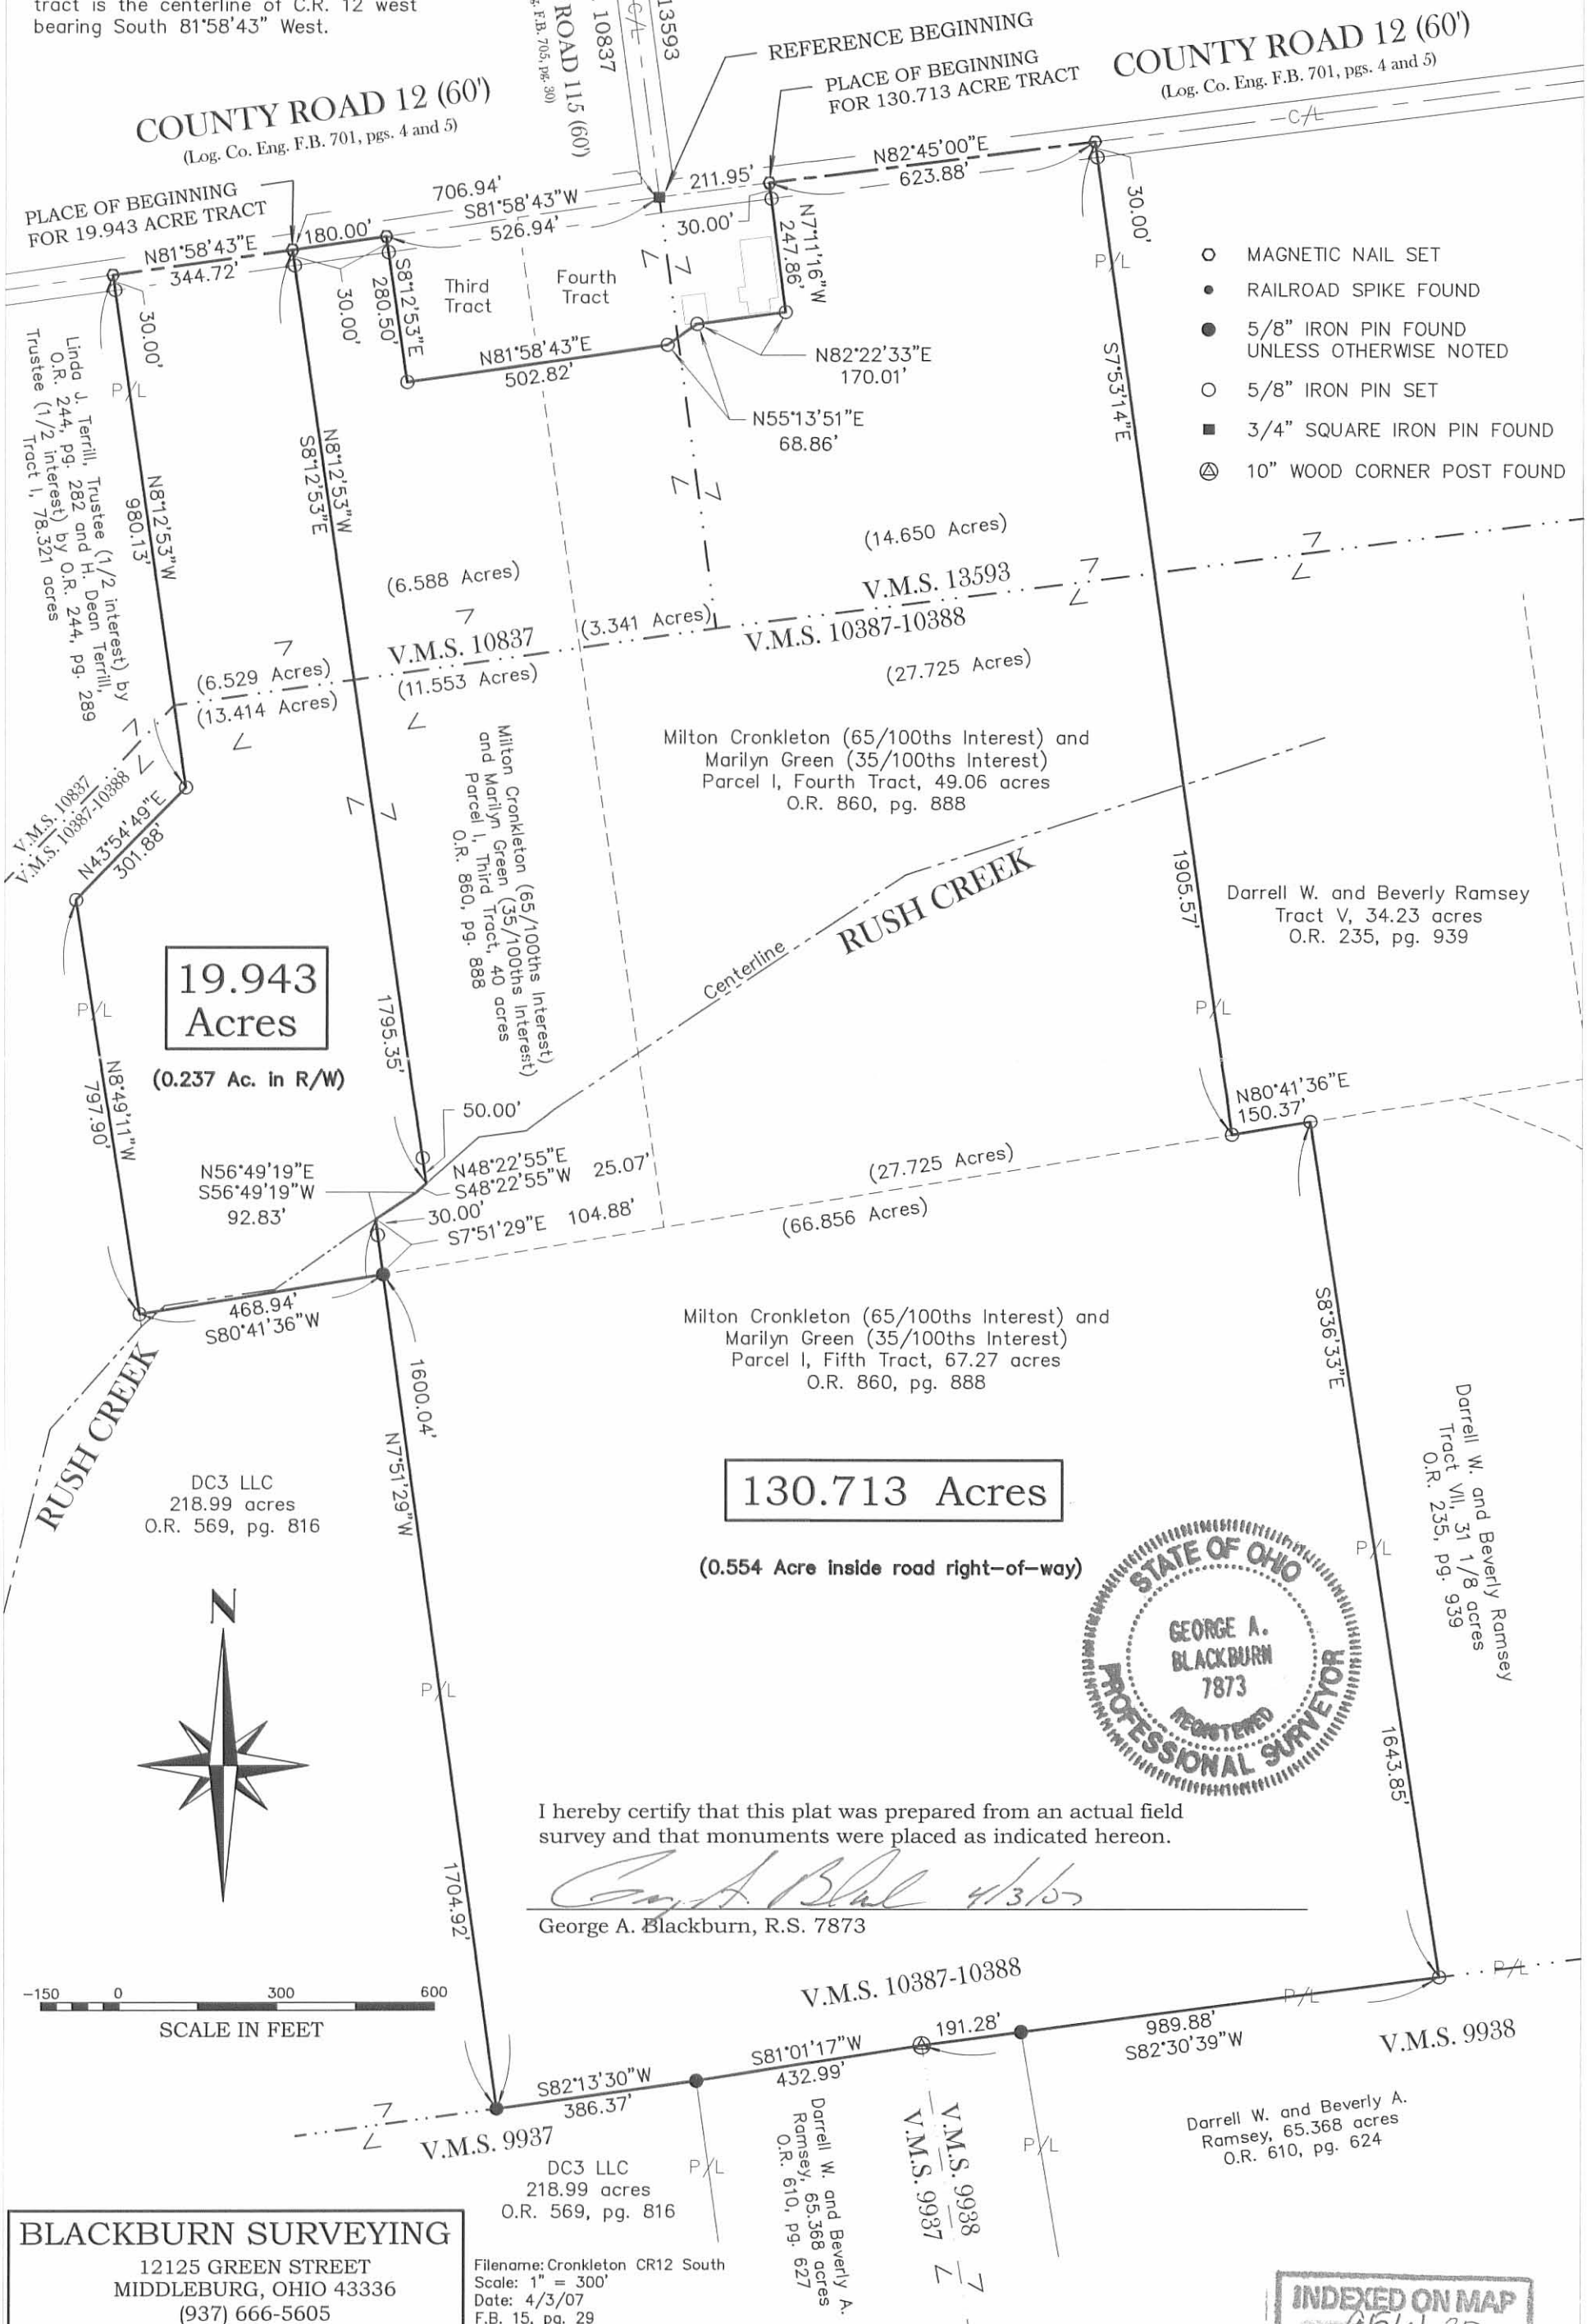 tract is the centerline of C.R. 12 west
bearing South 81°58'43" West.
COUNTY ROAD 12 (60')
(Log. Co. Eng. F.B. 701, pgs. 4 and 5)
ROAD 115 (60')
F.B. 705, pg. 30)
10837
C/L
13593
REFERENCE BEGINNING
PLACE OF BEGINNING
FOR 130.713 ACRE TRACT
COUNTY ROAD 12 (60')
(Log. Co. Eng. F.B. 701, pgs. 4 and 5)
C/L
PLACE OF BEGINNING
FOR 19.943 ACRE TRACT
N81°58'43"E
344.72'
180.00'
706.94'
S81°58'43"W
526.94'
211.95'
N82°45'00"E
623.88'
30.00'
30.00'
30.00'
30.00'
S8°12'53"E
280.50'
Third
Tract
Fourth
Tract
N7°11'16"W
247.86'
N82°22'33"E
170.01'
N81°58'43"E
502.82'
N55°13'51"E
68.86'
MAGNETIC NAIL SET
RAILROAD SPIKE FOUND
5/8" IRON PIN FOUND
UNLESS OTHERWISE NOTED
5/8" IRON PIN SET
3/4" SQUARE IRON PIN FOUND
10" WOOD CORNER POST FOUND
P/L
P/L
S7°53'14"E
1905.57'
Linda J. Terrill, Trustee (1/2 interest) by
O.R. 244, pg. 282 and H. Dean Terrill,
Trustee (1/2 interest) by O.R. 244, pg. 289
Tract I, 78.321 acres
N8°12'53"W
980.13'
N8°12'53"W
S8°12'53"E
1795.35'
(6.588 Acres)
(14.650 Acres)
V.M.S. 13593
V.M.S. 10387-10388
(3.341 Acres)
V.M.S. 10837
(11.553 Acres)
(6.529 Acres)
(13.414 Acres)
(27.725 Acres)
V.M.S. 10837
V.M.S. 10387-10388
N43°54'49"E
301.88'
Milton Cronkleton (65/100ths Interest)
and Marilyn Green (35/100ths Interest)
Parcel I, Third Tract, 40 acres
O.R. 860, pg. 888
Milton Cronkleton (65/100ths Interest) and
Marilyn Green (35/100ths Interest)
Parcel I, Fourth Tract, 49.06 acres
O.R. 860, pg. 888
Centerline
RUSH CREEK
Darrell W. and Beverly Ramsey
Tract V, 34.23 acres
O.R. 235, pg. 939
19.943
Acres
(0.237 Ac. in R/W)
P/L
P/L
N8°49'11"W
797.90'
50.00'
N48°22'55"E
S48°22'55"W 25.07'
N56°49'19"E
S56°49'19"W
92.83'
30.00'
S7°51'29"E 104.88'
N80°41'36"E
150.37'
(27.725 Acres)
(66.856 Acres)
468.94'
S80°41'36"W
RUSH CREEK
Milton Cronkleton (65/100ths Interest) and
Marilyn Green (35/100ths Interest)
Parcel I, Fifth Tract, 67.27 acres
O.R. 860, pg. 888
1600.04'
N7°51'29"W
1704.92'
S8°36'33"E
1643.85'
Darrell W. and Beverly Ramsey
Tract VII, 31 1/8 acres
O.R. 235, pg. 939
DC3 LLC
218.99 acres
O.R. 569, pg. 816
130.713 Acres
(0.554 Acre inside road right-of-way)
P/L
P/L
STATE OF OHIO
GEORGE A.
BLACKBURN
7873
REGISTERED
PROFESSIONAL SURVEYOR
N
I hereby certify that this plat was prepared from an actual field
survey and that monuments were placed as indicated hereon.
4/3/07
George A. Blackburn, R.S. 7873
-150 0 300 600
SCALE IN FEET
V.M.S. 10387-10388
S82°13'30"W
386.37'
S81°01'17"W
432.99'
191.28'
989.88'
S82°30'39"W
P/L
P/L
V.M.S. 9938
V.M.S. 9937
DC3 LLC
218.99 acres
O.R. 569, pg. 816
P/L
Darrell W. and Beverly A.
Ramsey, 65.368 acres
O.R. 610, pg. 627
V.M.S. 9938
V.M.S. 9937
P/L
Darrell W. and Beverly A.
Ramsey, 65.368 acres
O.R. 610, pg. 624
BLACKBURN SURVEYING
12125 GREEN STREET
MIDDLEBURG, OHIO 43336
(937) 666-5605
Filename: Cronkleton CR12 South
Scale: 1" = 300'
Date: 4/3/07
F.B. 15, pg. 29
INDEXED ON MAP